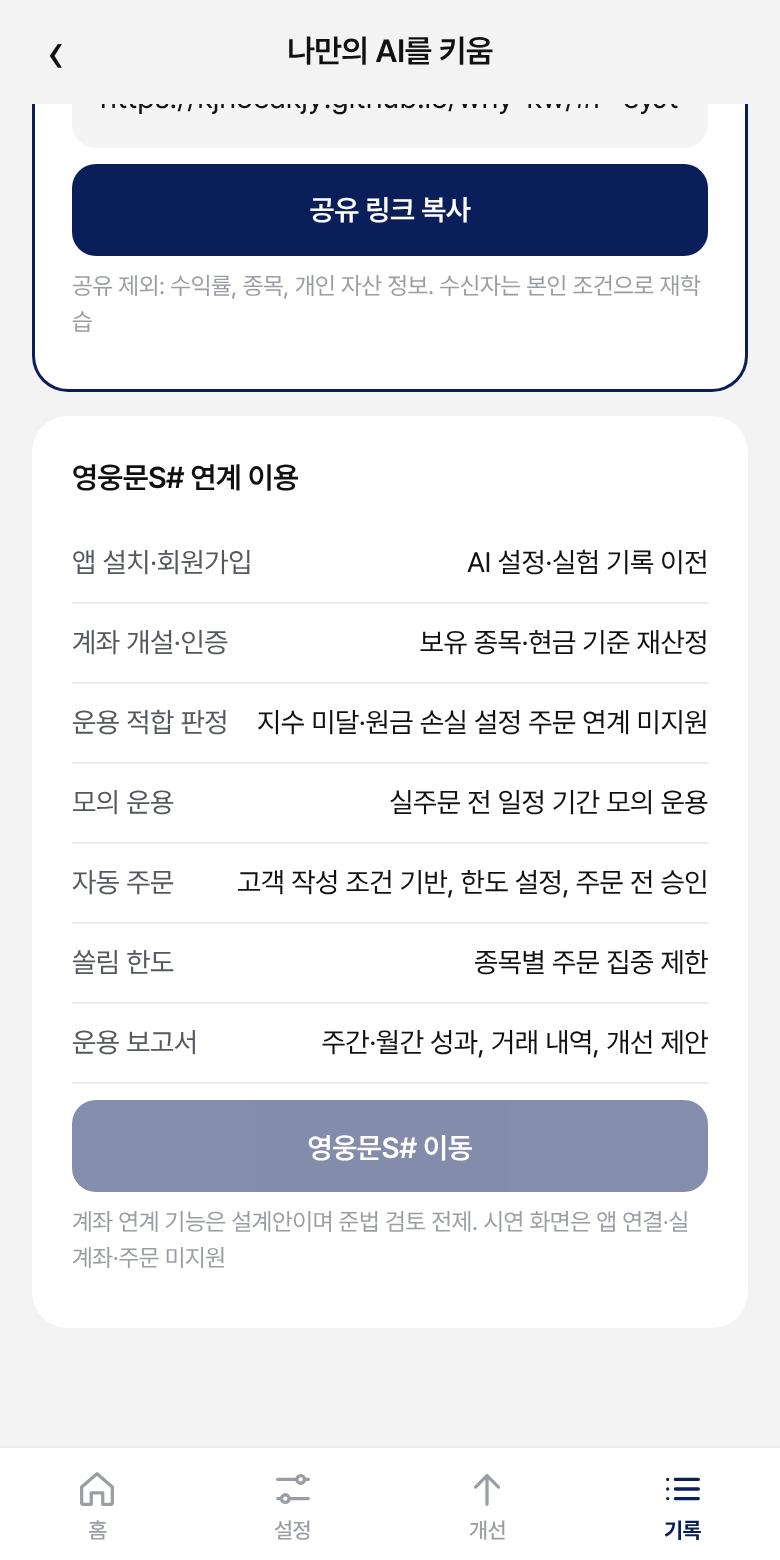 나만의 AI를 키움
공유 링크 복사
공유 제외: 수익률, 종목, 개인 자산 정보. 수신자는 본인 조건으로 재학
습
영웅문S# 연계 이용
앱 설치·회원가입 AI 설정·실험 기록 이전
계좌 개설·인증 보유 종목·현금 기준 재산정
운용 적합 판정 지수 미달·원금 손실 설정 주문 연계 미지원
모의 운용 실주문 전 일정 기간 모의 운용
자동 주문 고객 작성 조건 기반, 한도 설정, 주문 전 승인
쏠림 한도 종목별 주문 집중 제한
운용 보고서 주간·월간 성과, 거래 내역, 개선 제안
영웅문S# 이동
계좌 연계 기능은 설계안이며 준법 검토 전제. 시연 화면은 앱 연결·실
계좌·주문 미지원
홈 설정 개선 기록